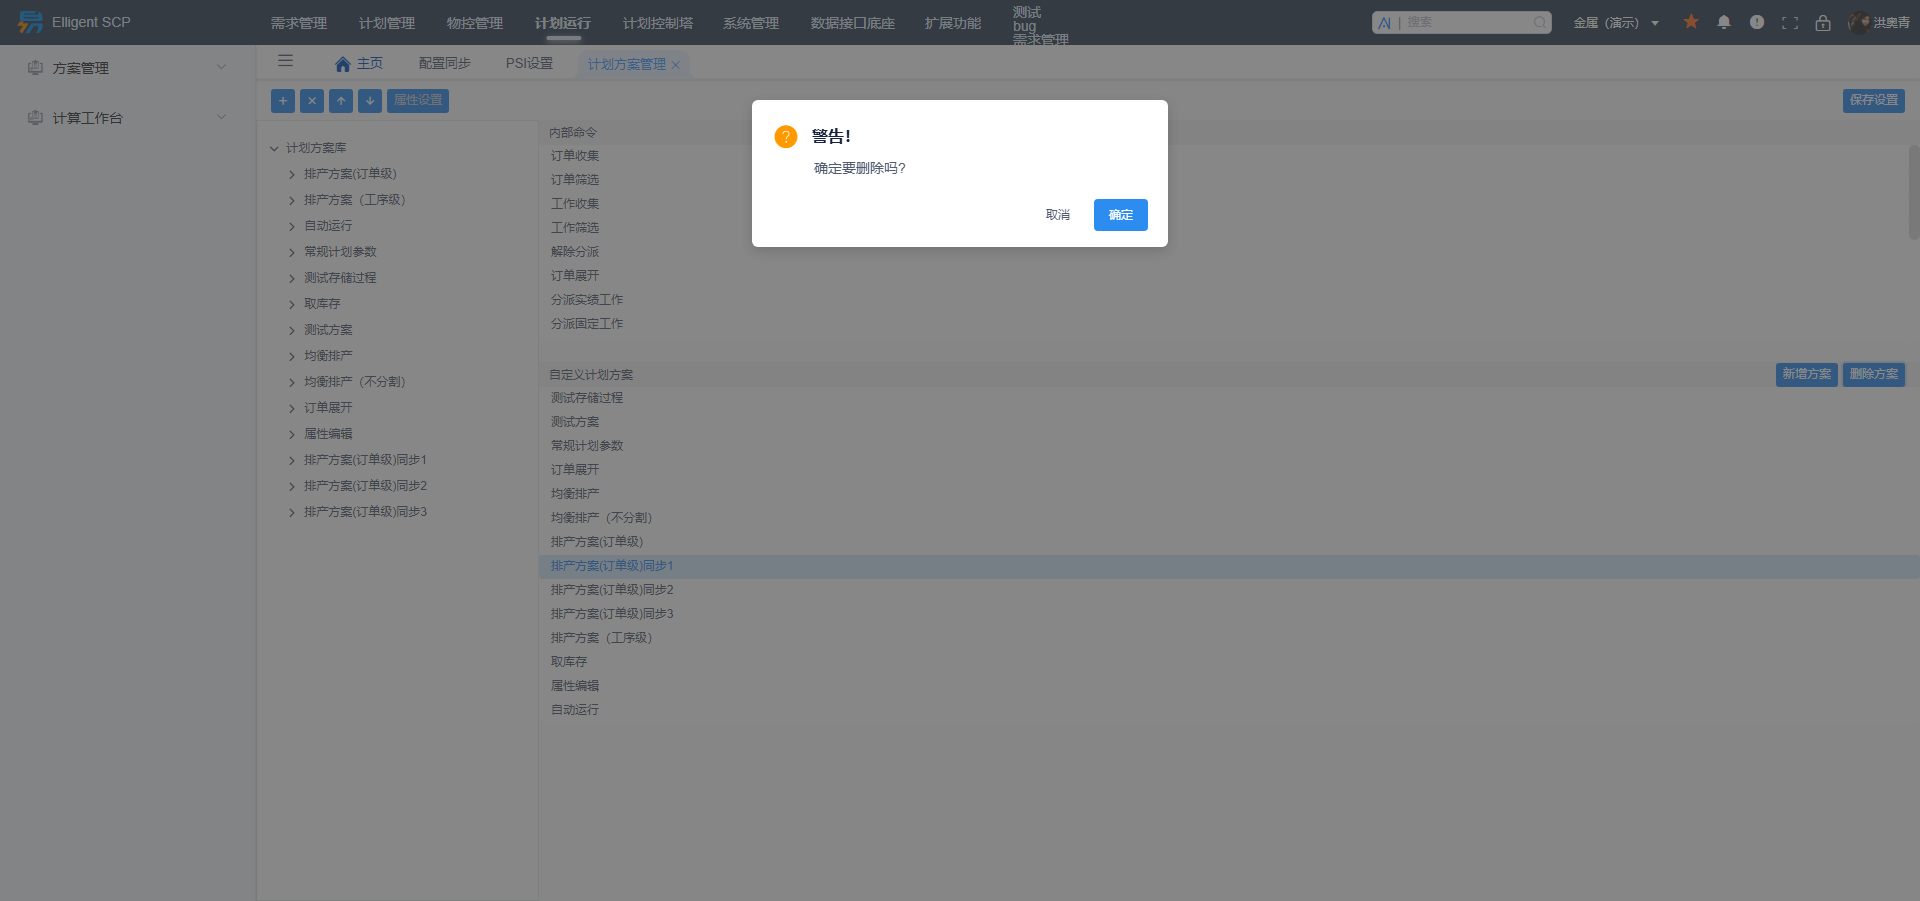 Elligent SCP
需求管理
计划管理
物控管理
计划运行
计划控制塔
系统管理
数据接口底座
扩展功能
测试
bug
需求管理
AI | 搜索
金属（演示）
洪奥青
方案管理
计算工作台
主页
配置同步
PSI设置
计划方案管理
属性设置
保存设置
计划方案库
排产方案(订单级)
排产方案（工序级）
自动运行
常规计划参数
测试存储过程
取库存
测试方案
均衡排产
均衡排产（不分割）
订单展开
属性编辑
排产方案(订单级)同步1
排产方案(订单级)同步2
排产方案(订单级)同步3
内部命令
订单收集
订单筛选
工作收集
工作筛选
解除分派
订单展开
分派实绩工作
分派固定工作
自定义计划方案
新增方案
删除方案
测试存储过程
测试方案
常规计划参数
订单展开
均衡排产
均衡排产（不分割）
排产方案(订单级)
排产方案(订单级)同步1
排产方案(订单级)同步2
排产方案(订单级)同步3
排产方案（工序级）
取库存
属性编辑
自动运行
警告!
确定要删除吗?
取消
确定